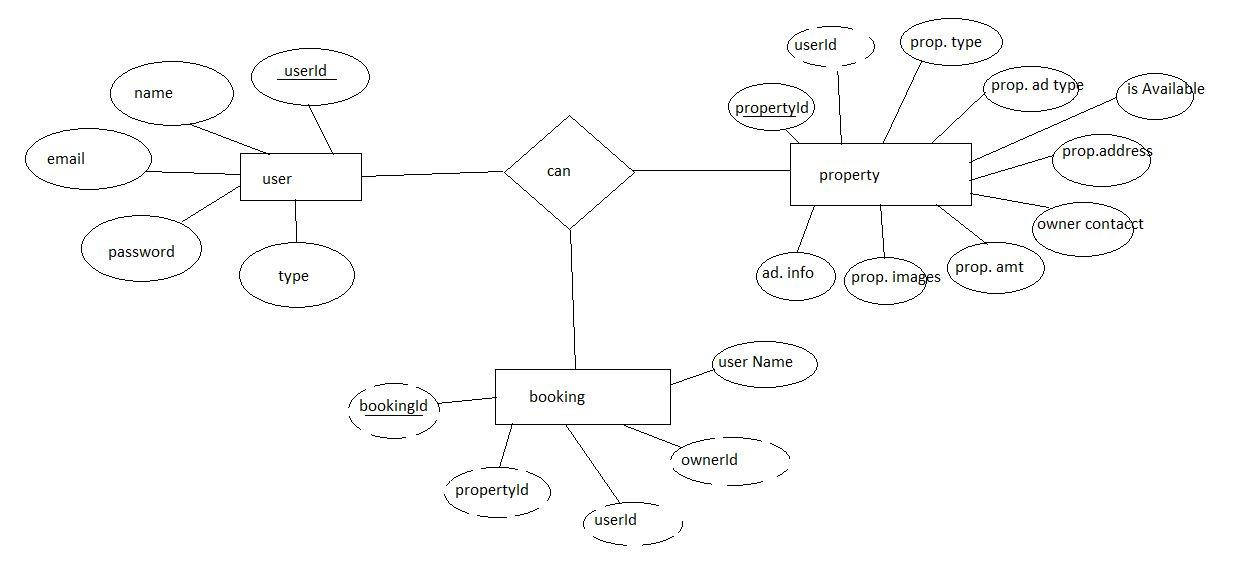 userId
name
email
user
password
type
can
userId
prop. type
prop. ad type
is Available
propertyId
prop.address
property
owner contacct
ad. info
prop. images
prop. amt
user Name
booking
bookingId
ownerId
propertyId
userId